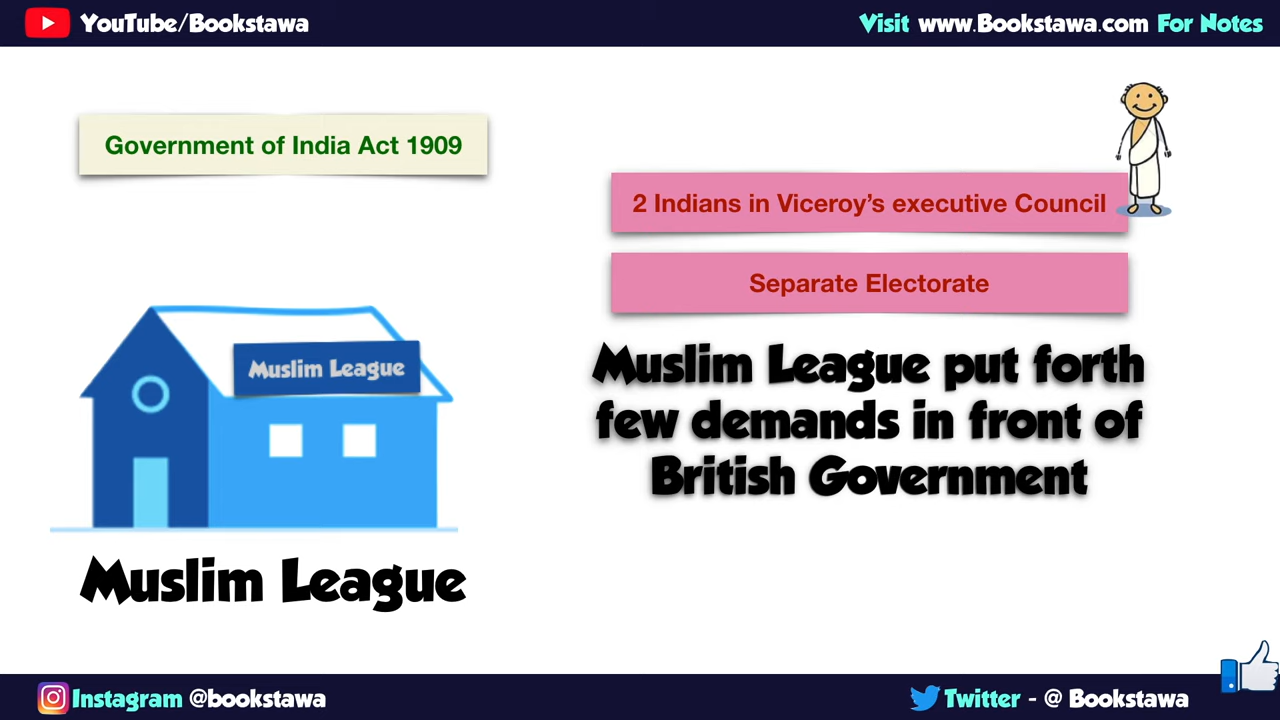 YouTube/Bookstawa
Visit www.Bookstawa.com For Notes
Government of India Act 1909
2 Indians in Viceroy’s executive Council
Separate Electorate
Muslim League put forth
few demands in front of
British Government
Muslim League
Muslim League
Instagram @bookstawa
Twitter - @ Bookstawa